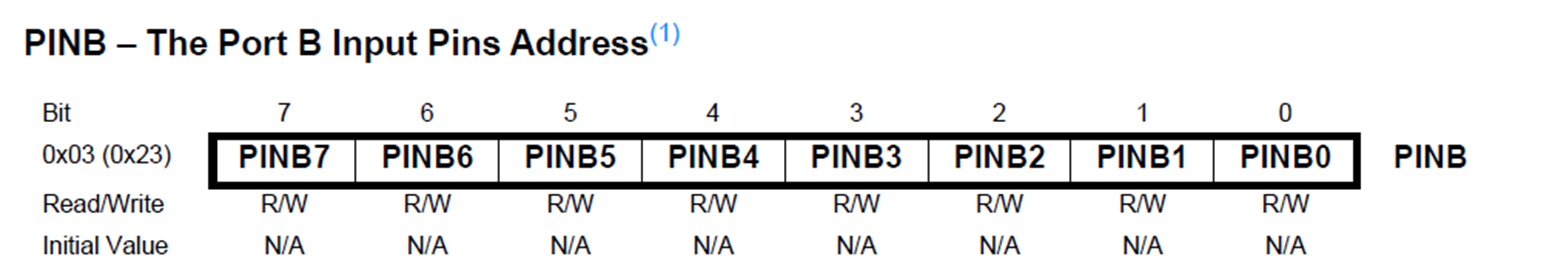 PINB – The Port B Input Pins Address(1)
Bit 7 6 5 4 3 2 1 0
0x03 (0x23) PINB7 PINB6 PINB5 PINB4 PINB3 PINB2 PINB1 PINB0 PINB
Read/Write R/W R/W R/W R/W R/W R/W R/W R/W
Initial Value N/A N/A N/A N/A N/A N/A N/A N/A